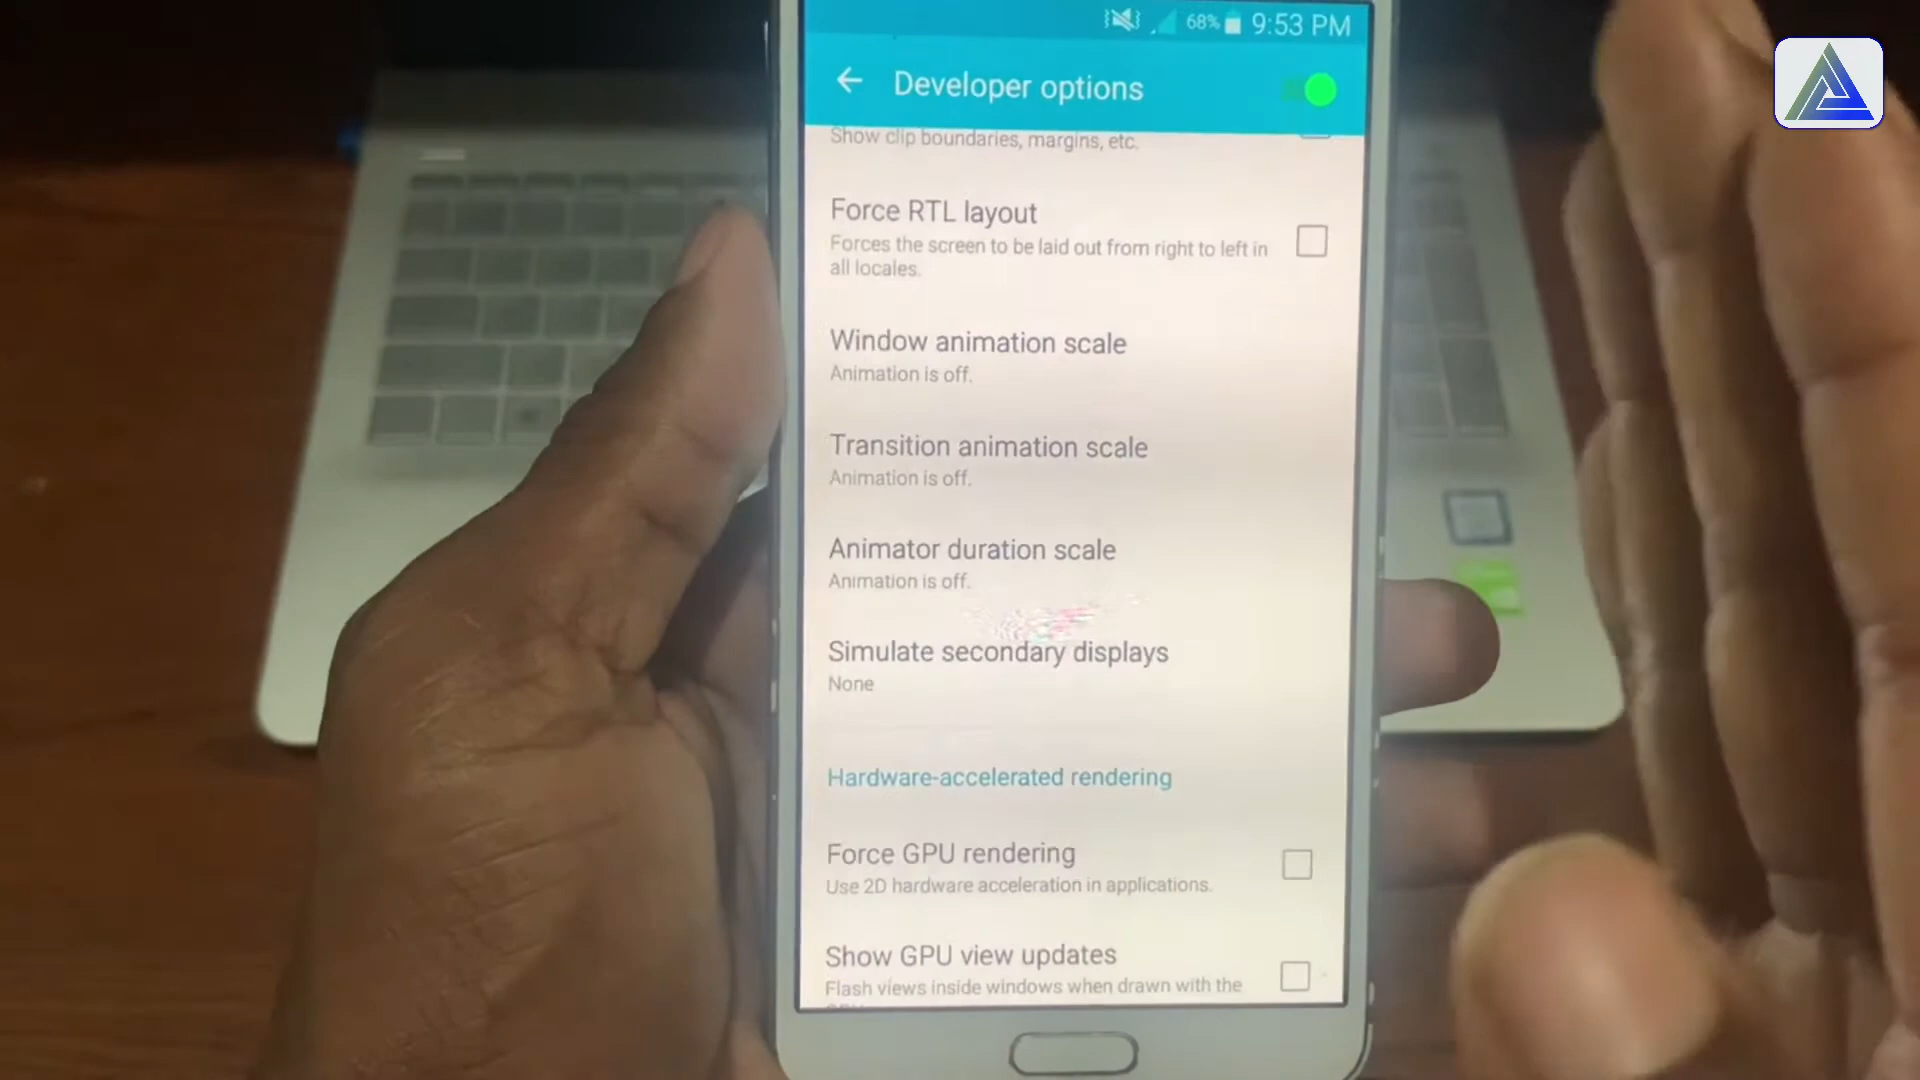 68% 9:53 PM
Developer options
Show clip boundaries, margins, etc.
Force RTL layout
Forces the screen to be laid out from right to left in
all locales.
Window animation scale
Animation is off.
Transition animation scale
Animation is off.
Animator duration scale
Animation is off.
Simulate secondary displays
None
Hardware-accelerated rendering
Force GPU rendering
Use 2D hardware acceleration in applications.
Show GPU view updates
Flash views inside windows when drawn with the